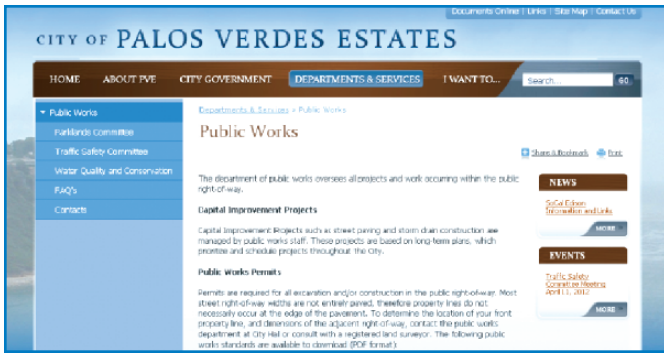 Documents Online | Links | Site Map | Contact Us
CITY OF PALOS VERDES ESTATES
HOME ABOUT PVE CITY GOVERNMENT DEPARTMENTS & SERVICES I WANT TO... Search... GO
Public Works
Parklands Committee
Traffic Safety Committee
Water Quality and Conservation
FAQ's
Contacts
Departments & Services » Public Works
Public Works
Share & Bookmark Print
The department of public works oversees all projects and work occurring within the public
right-of-way.
Capital Improvement Projects
Capital Improvement Projects such as street paving and storm drain construction are
managed by public works staff. These projects are based on long-term plans, which
prioritize and schedule projects throughout the City.
Public Works Permits
Permits are required for all excavation and/or construction in the public right-of-way. Most
street right-of-way widths are not entirely paved, therefore property lines do not
necessarily occur at the edge of the pavement. To determine the location of your front
property line, and dimensions of the adjacent right-of-way, contact the public works
department at City Hall or consult with a registered land surveyor. The following public
works standards are available to download (PDF format):
NEWS
SoCal Edison
Information and Links
MORE
EVENTS
Traffic Safety
Committee Meeting
April 11, 2012
MORE